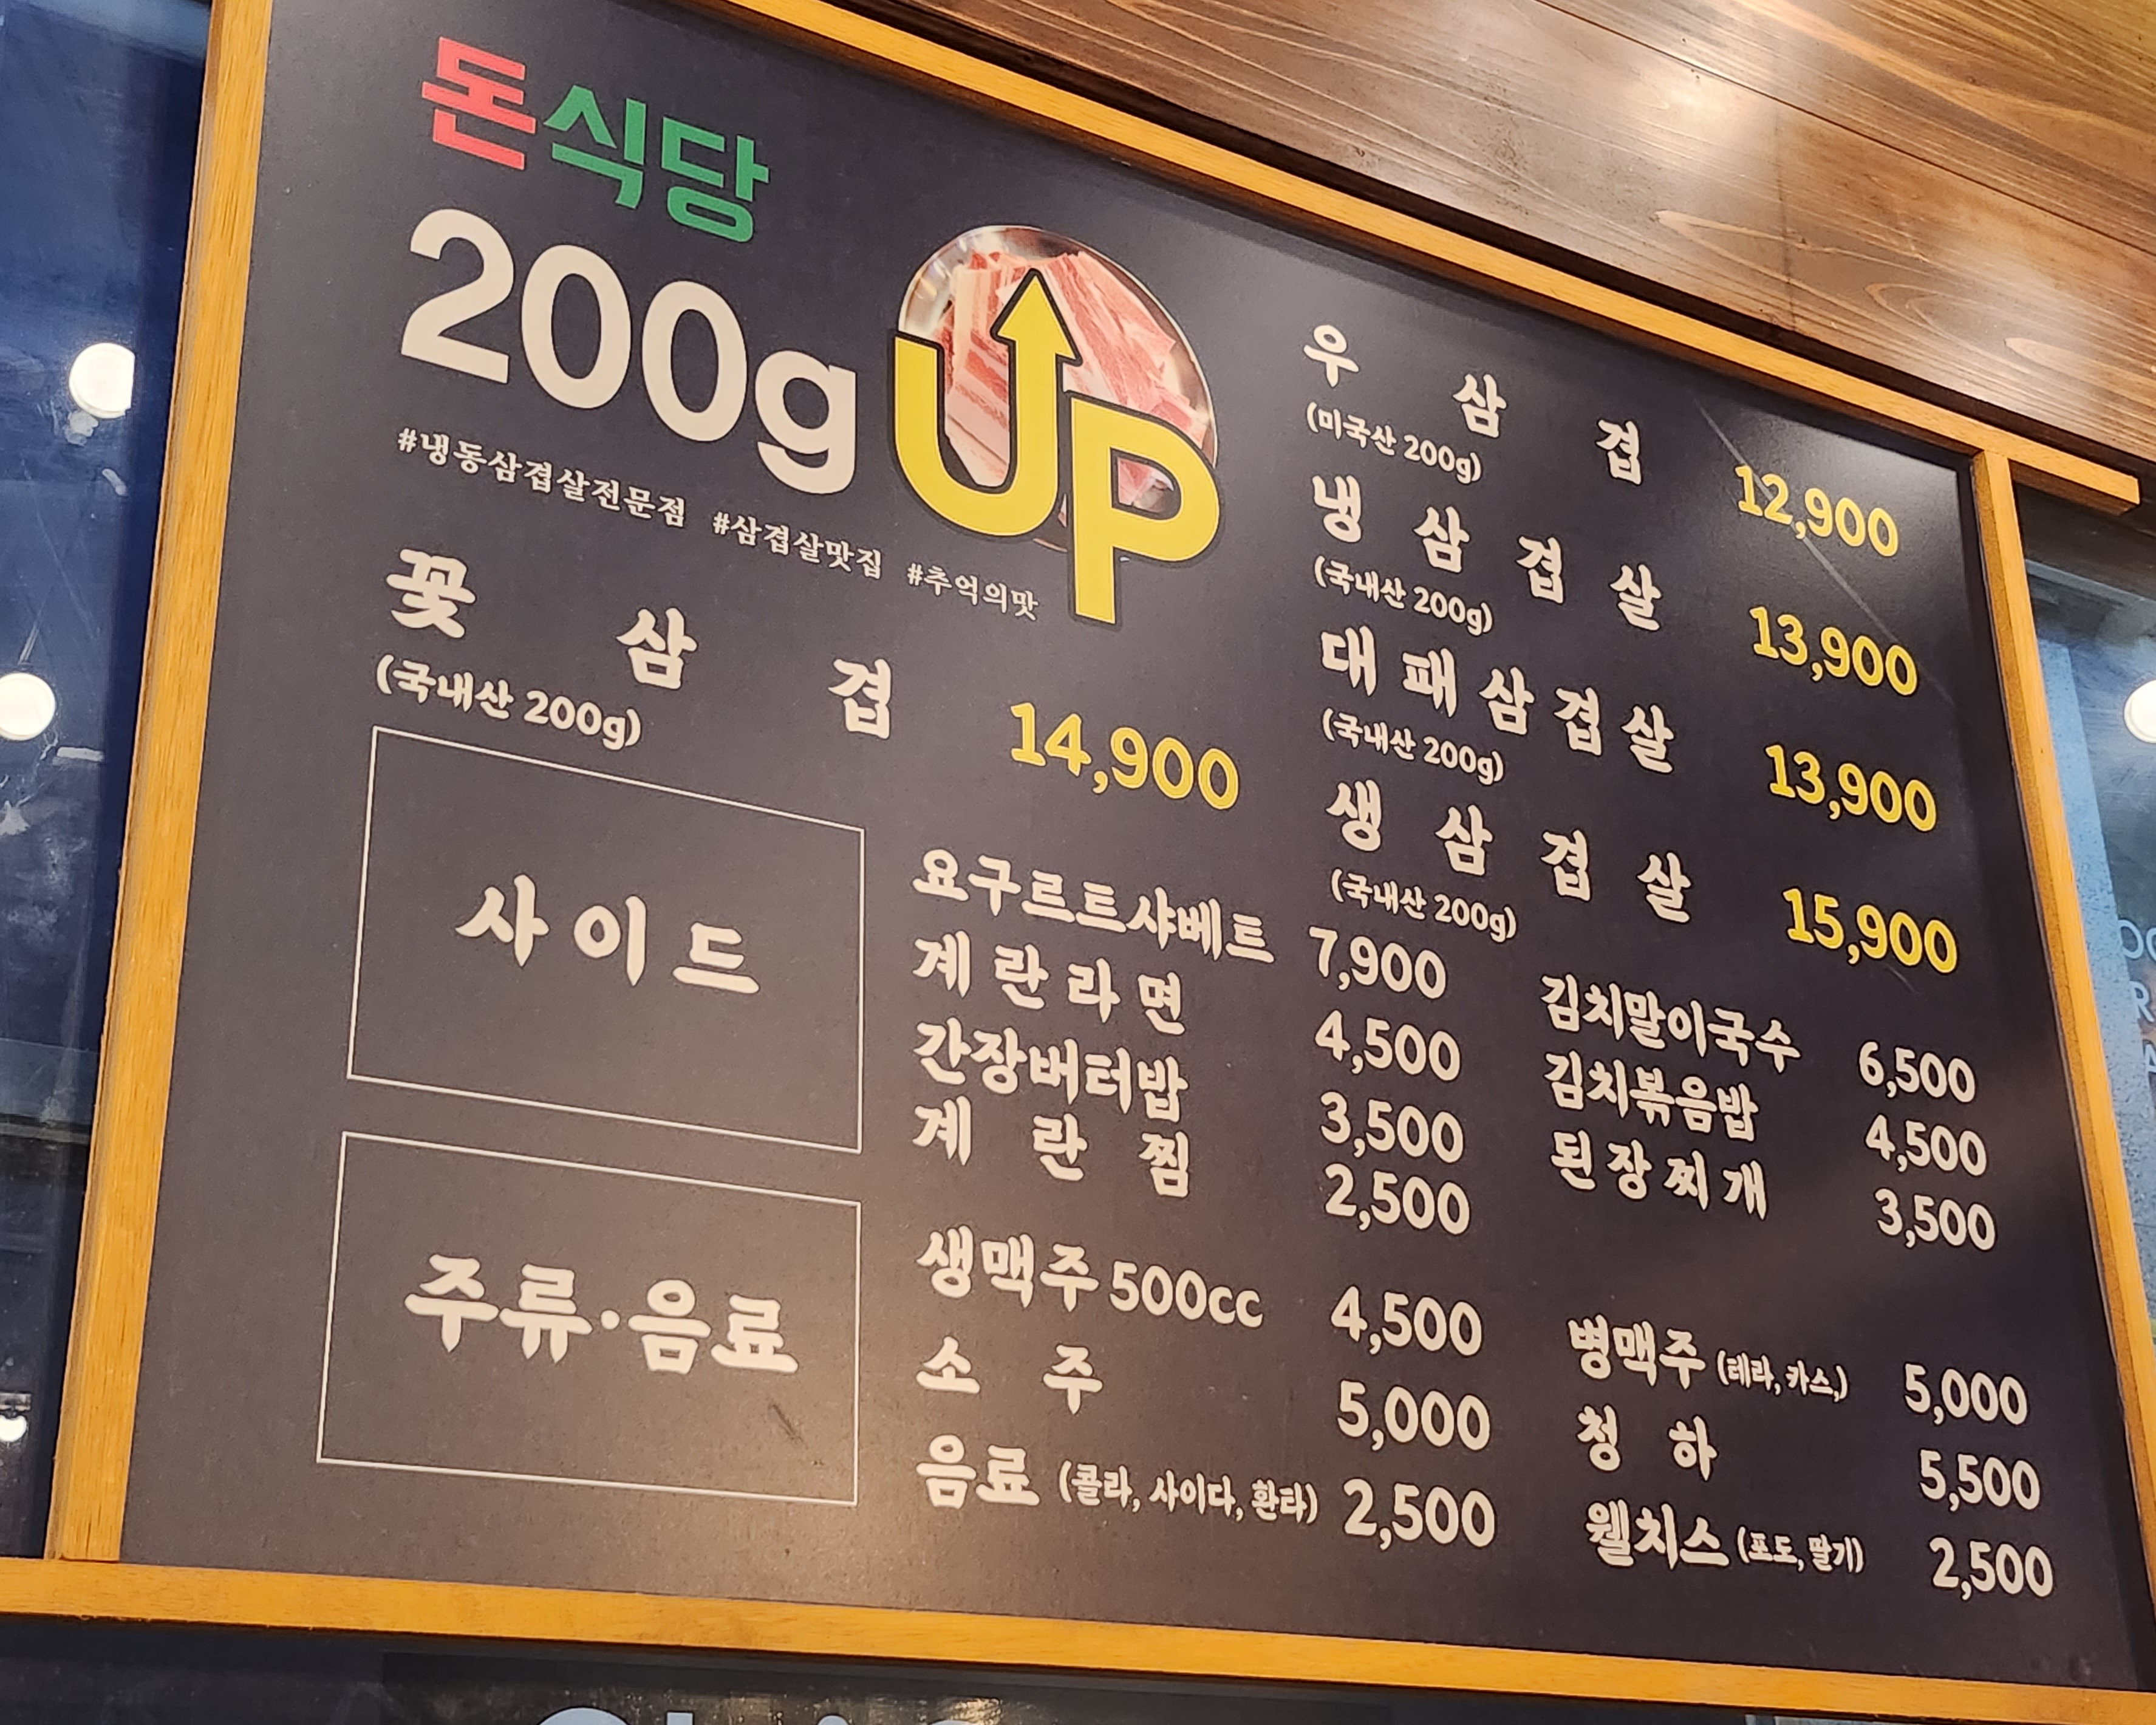 돈식당
200g UP
#냉동삼겹살전문점 #삼겹살맛집 #추억의맛
꽃삼겹 14,900
(국내산 200g)
우삼겹 12,900
(미국산 200g)
냉삼겹살 13,900
(국내산 200g)
대패삼겹살 13,900
(국내산 200g)
생삼겹살 15,900
(국내산 200g)
사이드
요구르트샤베트 7,900
계란라면 4,500
간장버터밥 3,500
계란찜 2,500
김치말이국수 6,500
김치볶음밥 4,500
된장찌개 3,500
주류·음료
생맥주 500cc 4,500
소주 5,000
음료 (콜라, 사이다, 환타) 2,500
병맥주 (테라, 카스,) 5,000
청하 5,500
웰치스 (포도, 딸기) 2,500